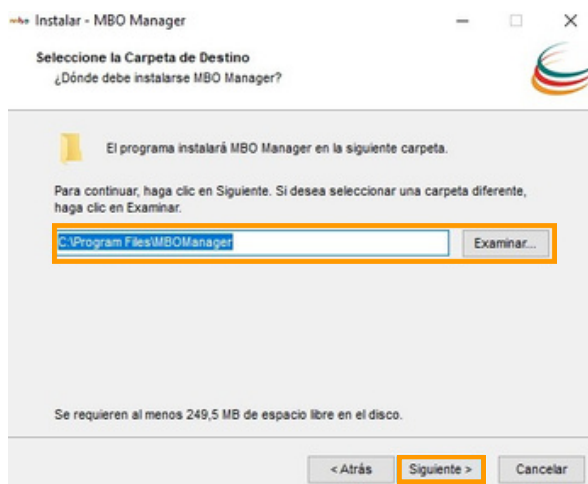 mbo Instalar - MBO Manager
Seleccione la Carpeta de Destino
¿Dónde debe instalarse MBO Manager?
El programa instalará MBO Manager en la siguiente carpeta.
Para continuar, haga clic en Siguiente. Si desea seleccionar una carpeta diferente,
haga clic en Examinar.
C:\Program Files\MBOManager Examinar...
Se requieren al menos 249,5 MB de espacio libre en el disco.
< Atrás Siguiente > Cancelar